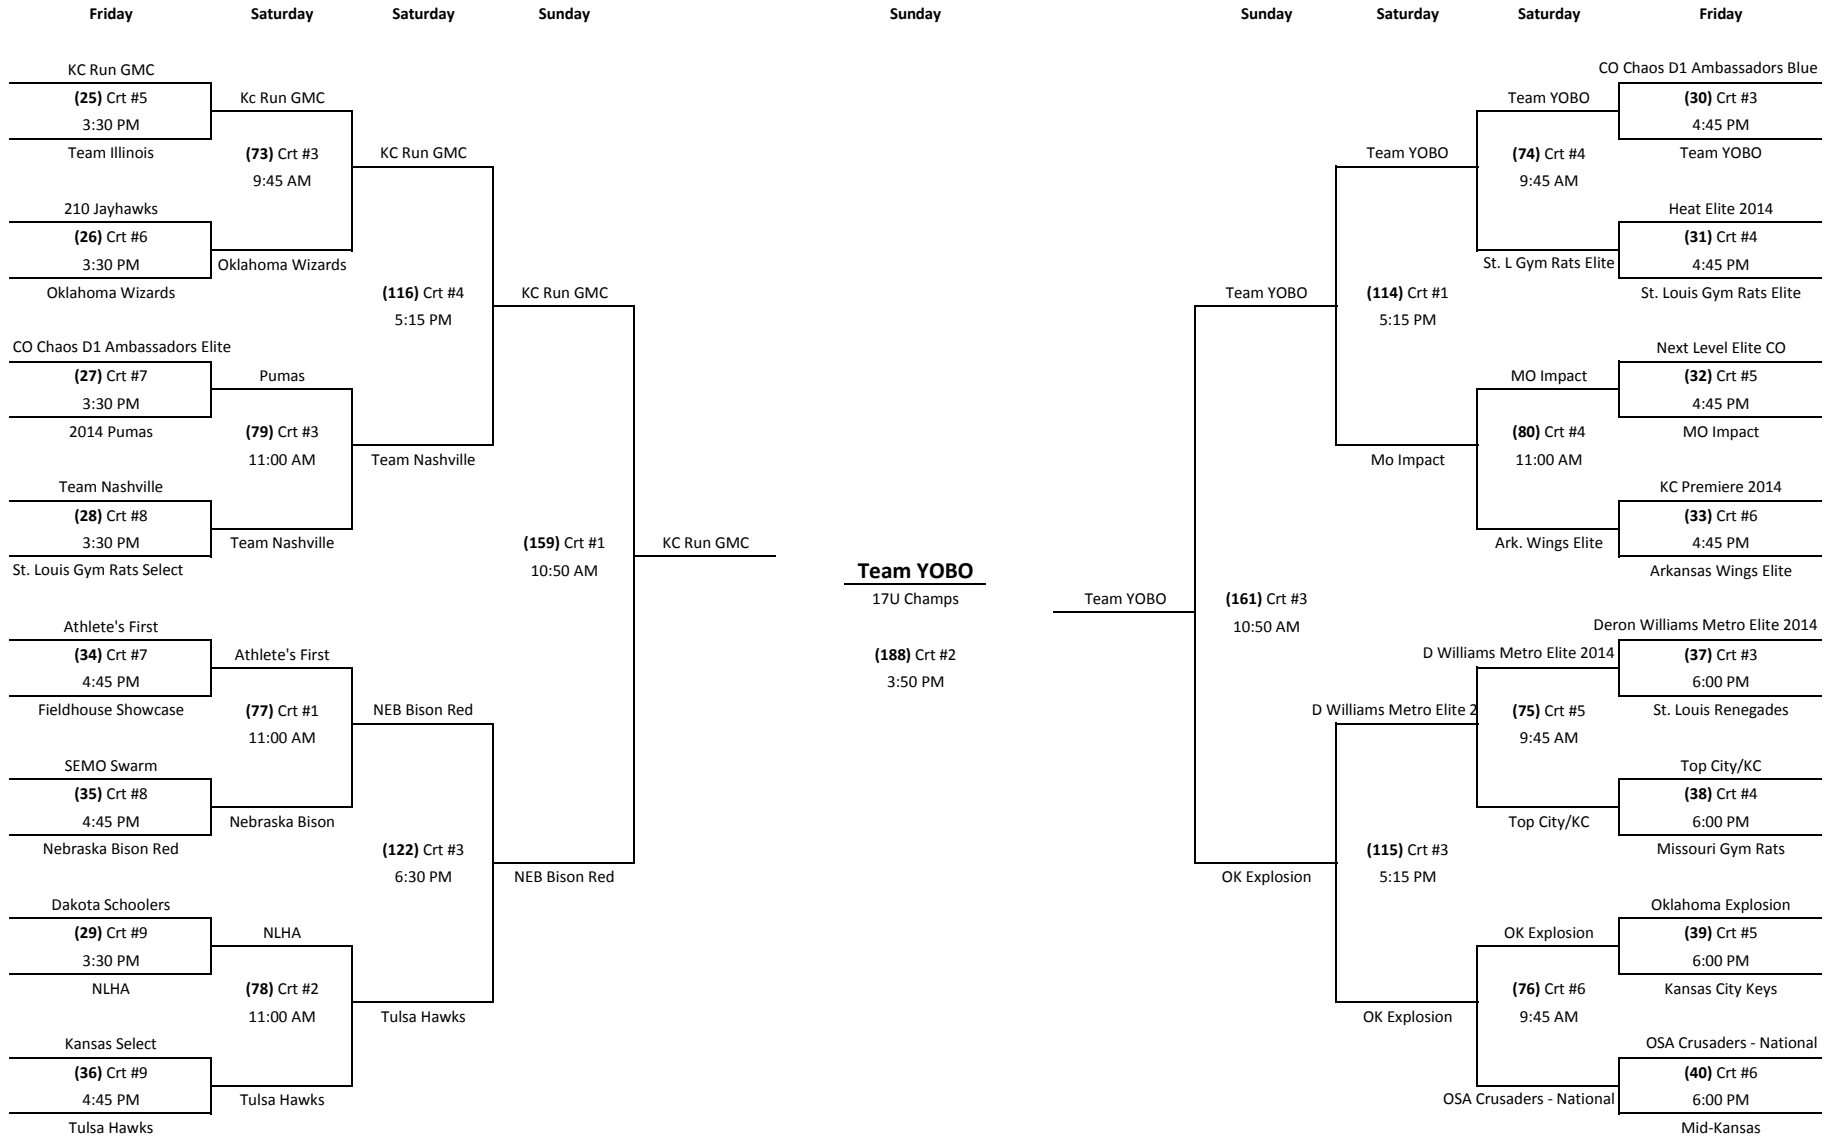 Friday Saturday Saturday Sunday Sunday Sunday Saturday Saturday Friday
KC Run GMC CO Chaos D1 Ambassadors Blue
(25) Crt #5 Kc Run GMC Team YOBO (30) Crt #3
3:30 PM 4:45 PM
Team Illinois (73) Crt #3 KC Run GMC Team YOBO (74) Crt #4 Team YOBO
9:45 AM 9:45 AM
210 Jayhawks Heat Elite 2014
(26) Crt #6 (31) Crt #4
3:30 PM Oklahoma Wizards St. L Gym Rats Elite 4:45 PM
Oklahoma Wizards (116) Crt #4 KC Run GMC Team YOBO (114) Crt #1 St. Louis Gym Rats Elite
5:15 PM 5:15 PM
CO Chaos D1 Ambassadors Elite Next Level Elite CO
(27) Crt #7 Pumas MO Impact (32) Crt #5
3:30 PM 4:45 PM
2014 Pumas (79) Crt #3 (80) Crt #4 MO Impact
11:00 AM Team Nashville Mo Impact 11:00 AM
Team Nashville KC Premiere 2014
(28) Crt #8 (33) Crt #6
3:30 PM Team Nashville (159) Crt #1 KC Run GMC Ark. Wings Elite 4:45 PM
St. Louis Gym Rats Select 10:50 AM Team YOBO Arkansas Wings Elite
17U Champs Team YOBO (161) Crt #3
Athlete's First 10:50 AM Deron Williams Metro Elite 2014
(34) Crt #7 Athlete's First (188) Crt #2 D Williams Metro Elite 2014 (37) Crt #3
4:45 PM 3:50 PM 6:00 PM
Fieldhouse Showcase (77) Crt #1 NEB Bison Red D Williams Metro Elite 2 (75) Crt #5 St. Louis Renegades
11:00 AM 9:45 AM
SEMO Swarm Top City/KC
(35) Crt #8 (38) Crt #4
4:45 PM Nebraska Bison Top City/KC 6:00 PM
Nebraska Bison Red (122) Crt #3 (115) Crt #3 Missouri Gym Rats
6:30 PM NEB Bison Red OK Explosion 5:15 PM
Dakota Schoolers Oklahoma Explosion
(29) Crt #9 NLHA OK Explosion (39) Crt #5
3:30 PM 6:00 PM
NLHA (78) Crt #2 (76) Crt #6 Kansas City Keys
11:00 AM Tulsa Hawks OK Explosion 9:45 AM
Kansas Select OSA Crusaders - National
(36) Crt #9 (40) Crt #6
4:45 PM Tulsa Hawks OSA Crusaders - National 6:00 PM
Tulsa Hawks Mid-Kansas